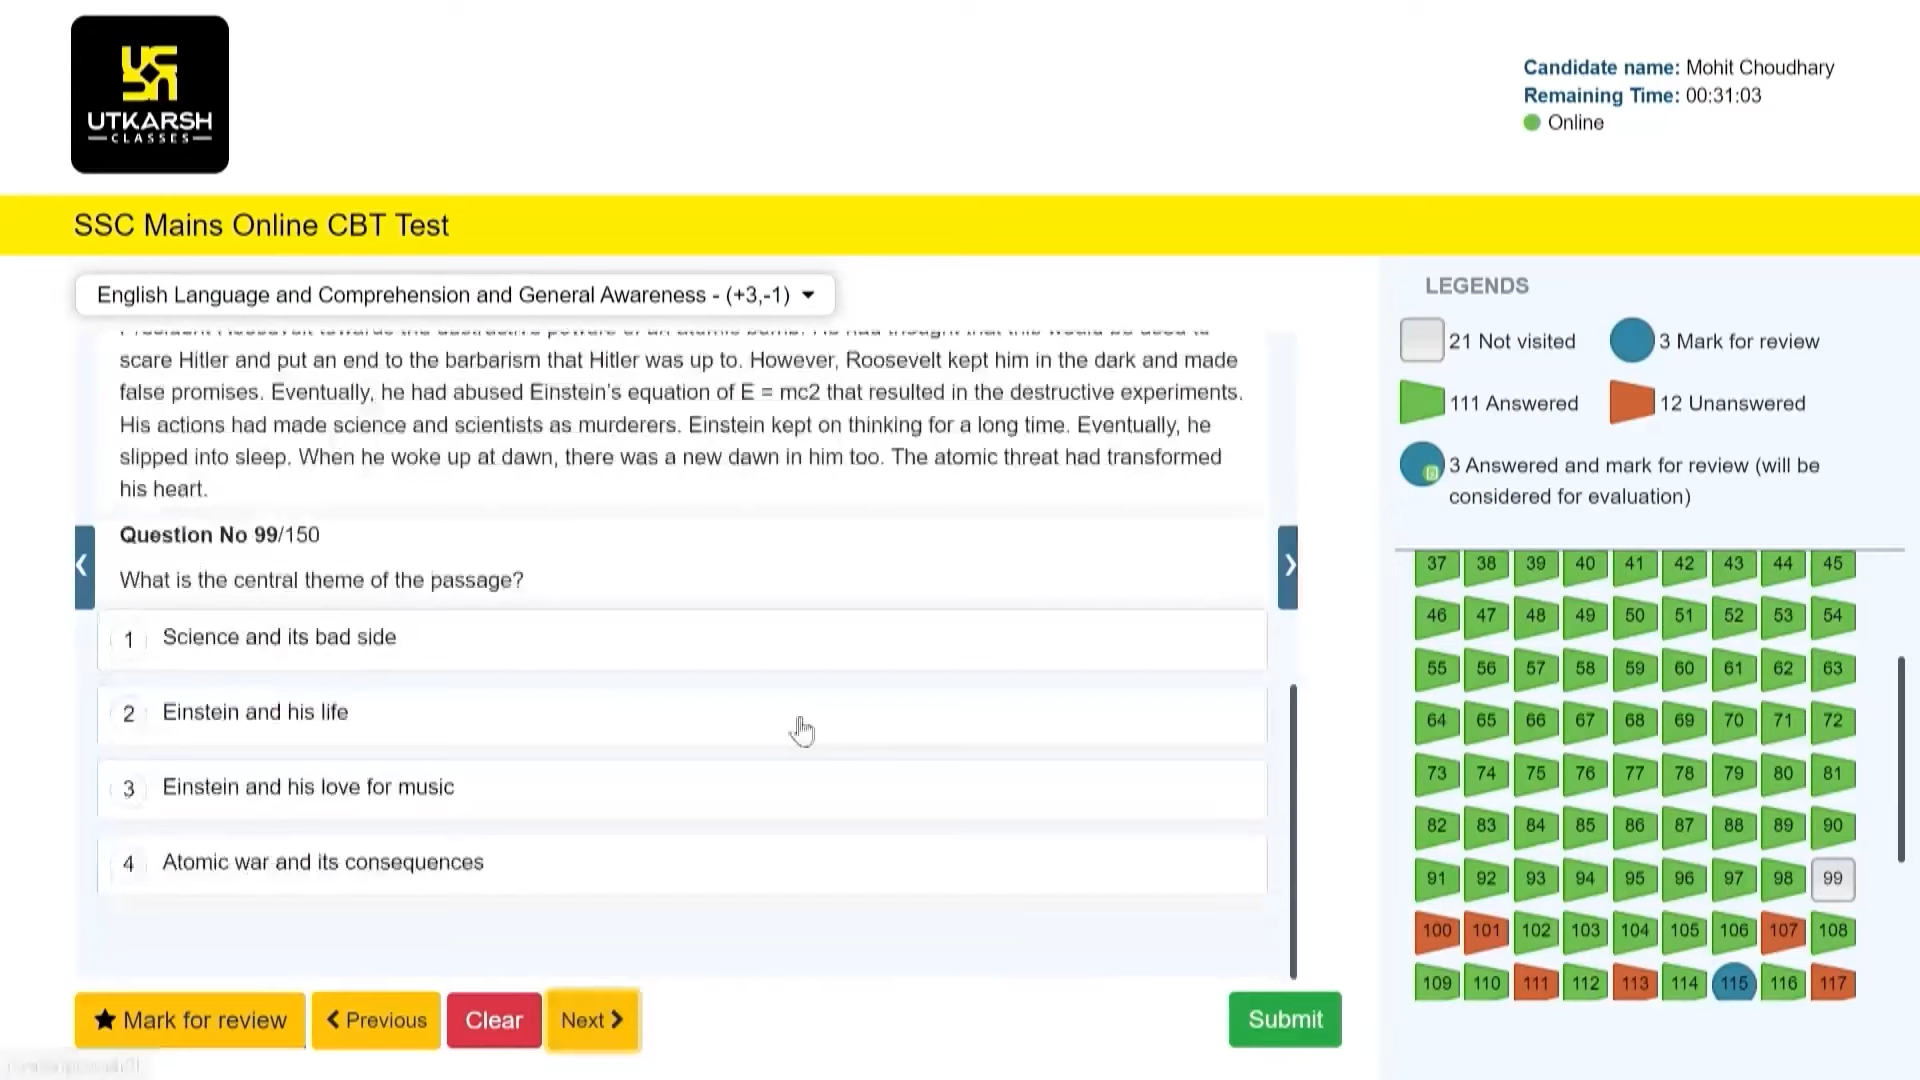 UTKARSH
CLASSES
Candidate name: Mohit Choudhary
Remaining Time: 00:31:03
Online
SSC Mains Online CBT Test
English Language and Comprehension and General Awareness - (+3,-1)
scare Hitler and put an end to the barbarism that Hitler was up to. However, Roosevelt kept him in the dark and made
false promises. Eventually, he had abused Einstein's equation of E = mc2 that resulted in the destructive experiments.
His actions had made science and scientists as murderers. Einstein kept on thinking for a long time. Eventually, he
slipped into sleep. When he woke up at dawn, there was a new dawn in him too. The atomic threat had transformed
his heart.
Question No 99/150
What is the central theme of the passage?
1 Science and its bad side
2 Einstein and his life
3 Einstein and his love for music
4 Atomic war and its consequences
Mark for review
Previous
Clear
Next
Submit
LEGENDS
21 Not visited
3 Mark for review
111 Answered
12 Unanswered
3 Answered and mark for review (will be
considered for evaluation)
37 38 39 40 41 42 43 44 45
46 47 48 49 50 51 52 53 54
55 56 57 58 59 60 61 62 63
64 65 66 67 68 69 70 71 72
73 74 75 76 77 78 79 80 81
82 83 84 85 86 87 88 89 90
91 92 93 94 95 96 97 98 99
100 101 102 103 104 105 106 107 108
109 110 111 112 113 114 115 116 117